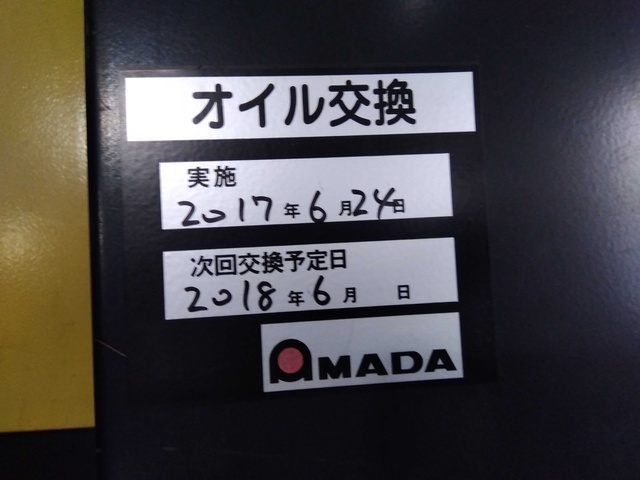 オイル交換
実施
2017年6月24日
次回交換予定日
2018年6月 日
AMADA